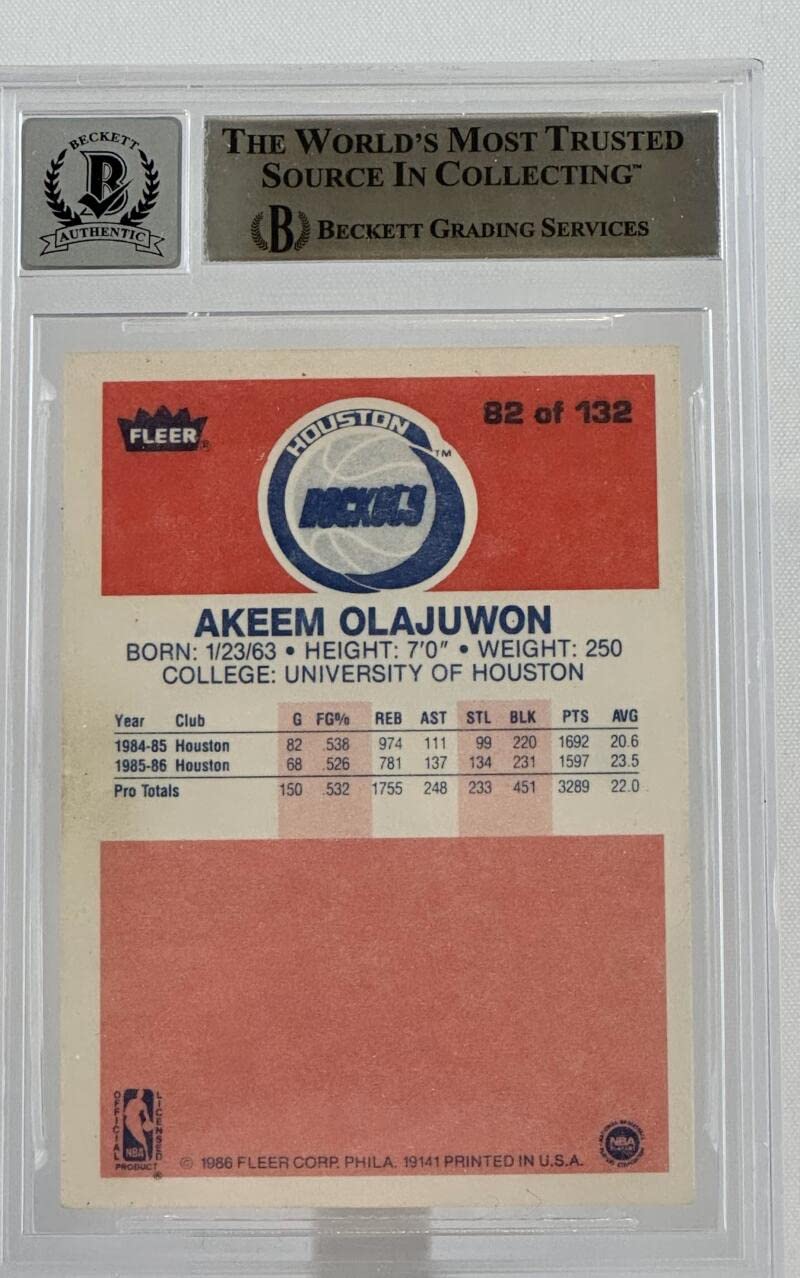 BECKETT
B
AUTHENTIC
THE WORLD'S MOST TRUSTED
SOURCE IN COLLECTING™
B BECKETT GRADING SERVICES
FLEER®
HOUSTON
ROCKETS
TM
82 of 132
AKEEM OLAJUWON
BORN: 1/23/63 • HEIGHT: 7'0" • WEIGHT: 250
COLLEGE: UNIVERSITY OF HOUSTON
Year Club G FG% REB AST STL BLK PTS AVG
1984-85 Houston 82 .538 974 111 99 220 1692 20.6
1985-86 Houston 68 .526 781 137 134 231 1597 23.5
Pro Totals 150 .532 1755 248 233 451 3289 22.0
OFFICIAL LICENSED
NBA
PRODUCT ®
© 1986 FLEER CORP. PHILA. 19141 PRINTED IN U.S.A.
NBA